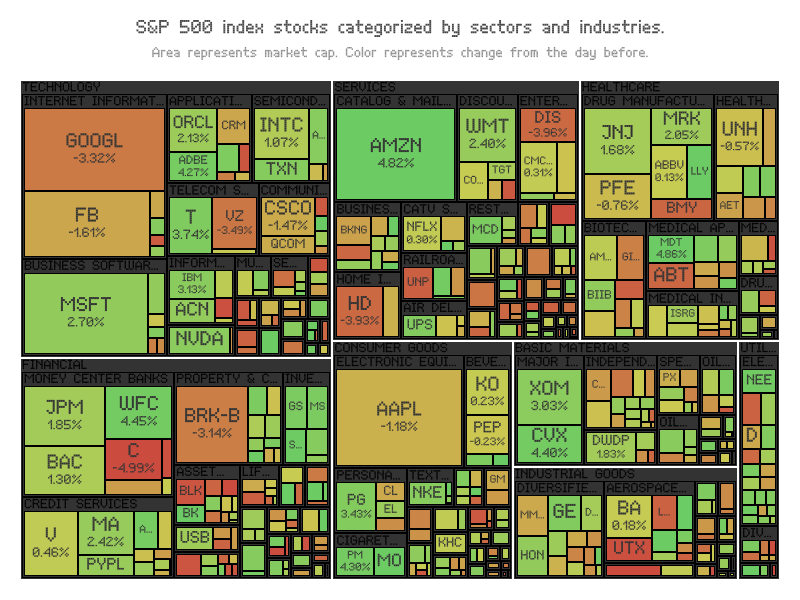 S&P 500 index stocks categorized by sectors and industries.
Area represents market cap. Color represents change from the day before.
TECHNOLOGY
INTERNET INFORMAT...
GOOGL
-3.32%
FB
-1.61%
APPLICATI...
ORCL
2.13%
CRM
ADBE
4.27%
SEMICOND...
INTC
1.07%
A...
TXN
TELECOM S...
T
3.74%
VZ
-3.49%
COMMUNI...
CSCO
-1.47%
QCOM
BUSINESS SOFTWAR...
MSFT
2.70%
INFORM...
IBM
3.13%
ACN
NVDA
MU...
SE...
SERVICES
CATALOG & MAIL...
AMZN
4.82%
DISCOU...
WMT
2.40%
CO...
TGT
ENTER...
DIS
-3.96%
CMC...
0.31%
BUSINES...
BKNG
CATV S...
NFLX
0.30%
REST...
MCD
RAILROA...
UNP
HOME I...
HD
-3.93%
AIR DEL...
UPS
HEALTHCARE
DRUG MANUFACTU...
JNJ
1.68%
MRK
2.05%
PFE
-0.76%
ABBV
0.13%
LLY
BMY
HEALTH...
UNH
-0.57%
AET
BIOTEC...
AM...
GI...
BIIB
MEDICAL AP...
MDT
4.86%
ABT
MED...
MEDICAL IN...
ISRG
DRU...
FINANCIAL
MONEY CENTER BANKS
JPM
1.85%
WFC
4.45%
BAC
1.30%
C
-4.99%
PROPERTY & C...
BRK-B
-3.14%
INVE...
GS
MS
S...
CREDIT SERVICES
V
0.46%
MA
2.42%
A...
PYPL
ASSET...
BLK
BK
LIF...
USB
CONSUMER GOODS
ELECTRONIC EQUI...
AAPL
-1.18%
BEVE...
KO
0.23%
PEP
-0.23%
PERSONA...
PG
3.43%
CL
EL
TEXT...
NKE
GM
CIGARET...
PM
4.30%
MO
KHC
BASIC MATERIALS
MAJOR I...
XOM
3.03%
CVX
4.40%
INDEPEND...
C...
DWDP
1.83%
SPE...
PX
OIL...
OIL...
INDUSTRIAL GOODS
DIVERSIFIE...
MM...
GE
D...
HON
AEROSPACE...
BA
0.18%
L...
UTX
UTIL...
ELE...
NEE
D
DIV...